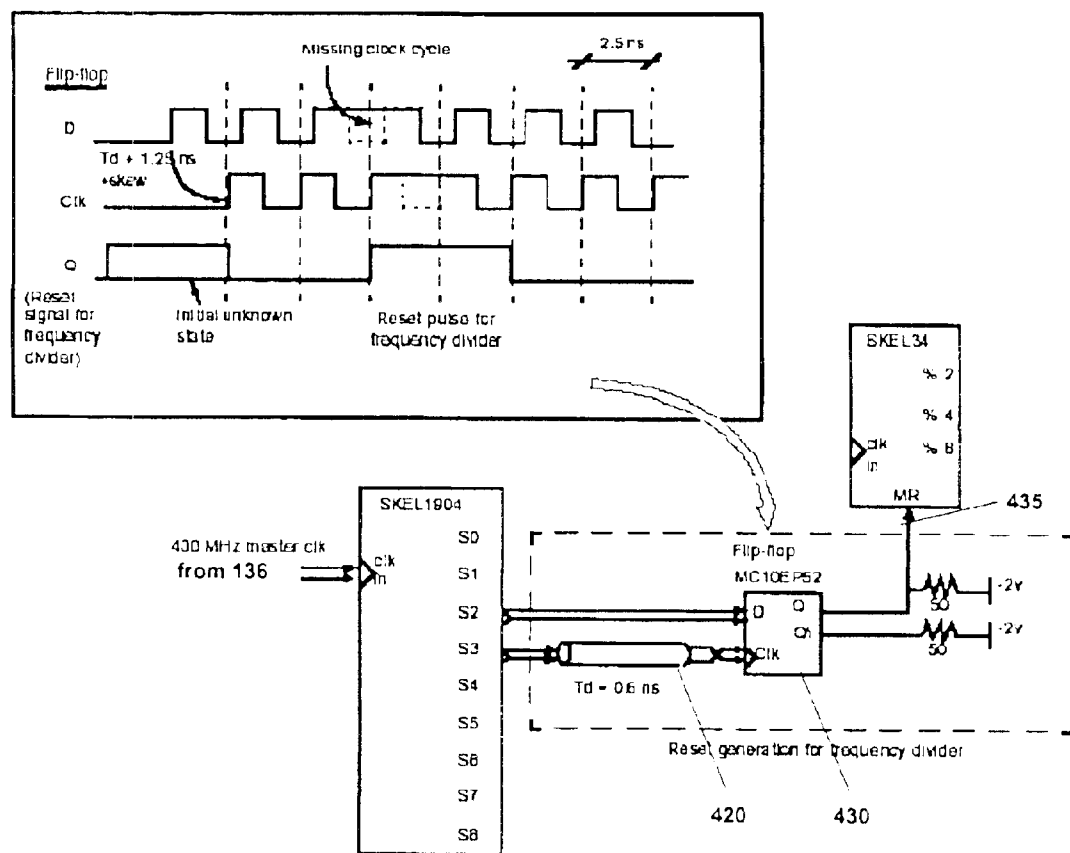 Missing clock cycle
2.5 ns
Flip-flop
D
Td + 1.25 ns
+skew
Clk
Q
(Reset
signal for
frequency
divider)
Initial unknown
state
Reset pulse for
frequency divider
SKEL34
% 2
% 4
% 8
clk
in
MR
435
SKEL1904
400 MHz master clk
from 136
clk
in
S0
S1
S2
S3
S4
S5
S6
S7
S8
Flip-flop
MC10EP52
D
Q
Q\
Clk
50
-2v
50
-2v
Td = 0.6 ns
Reset generation for frequency divider
420
430